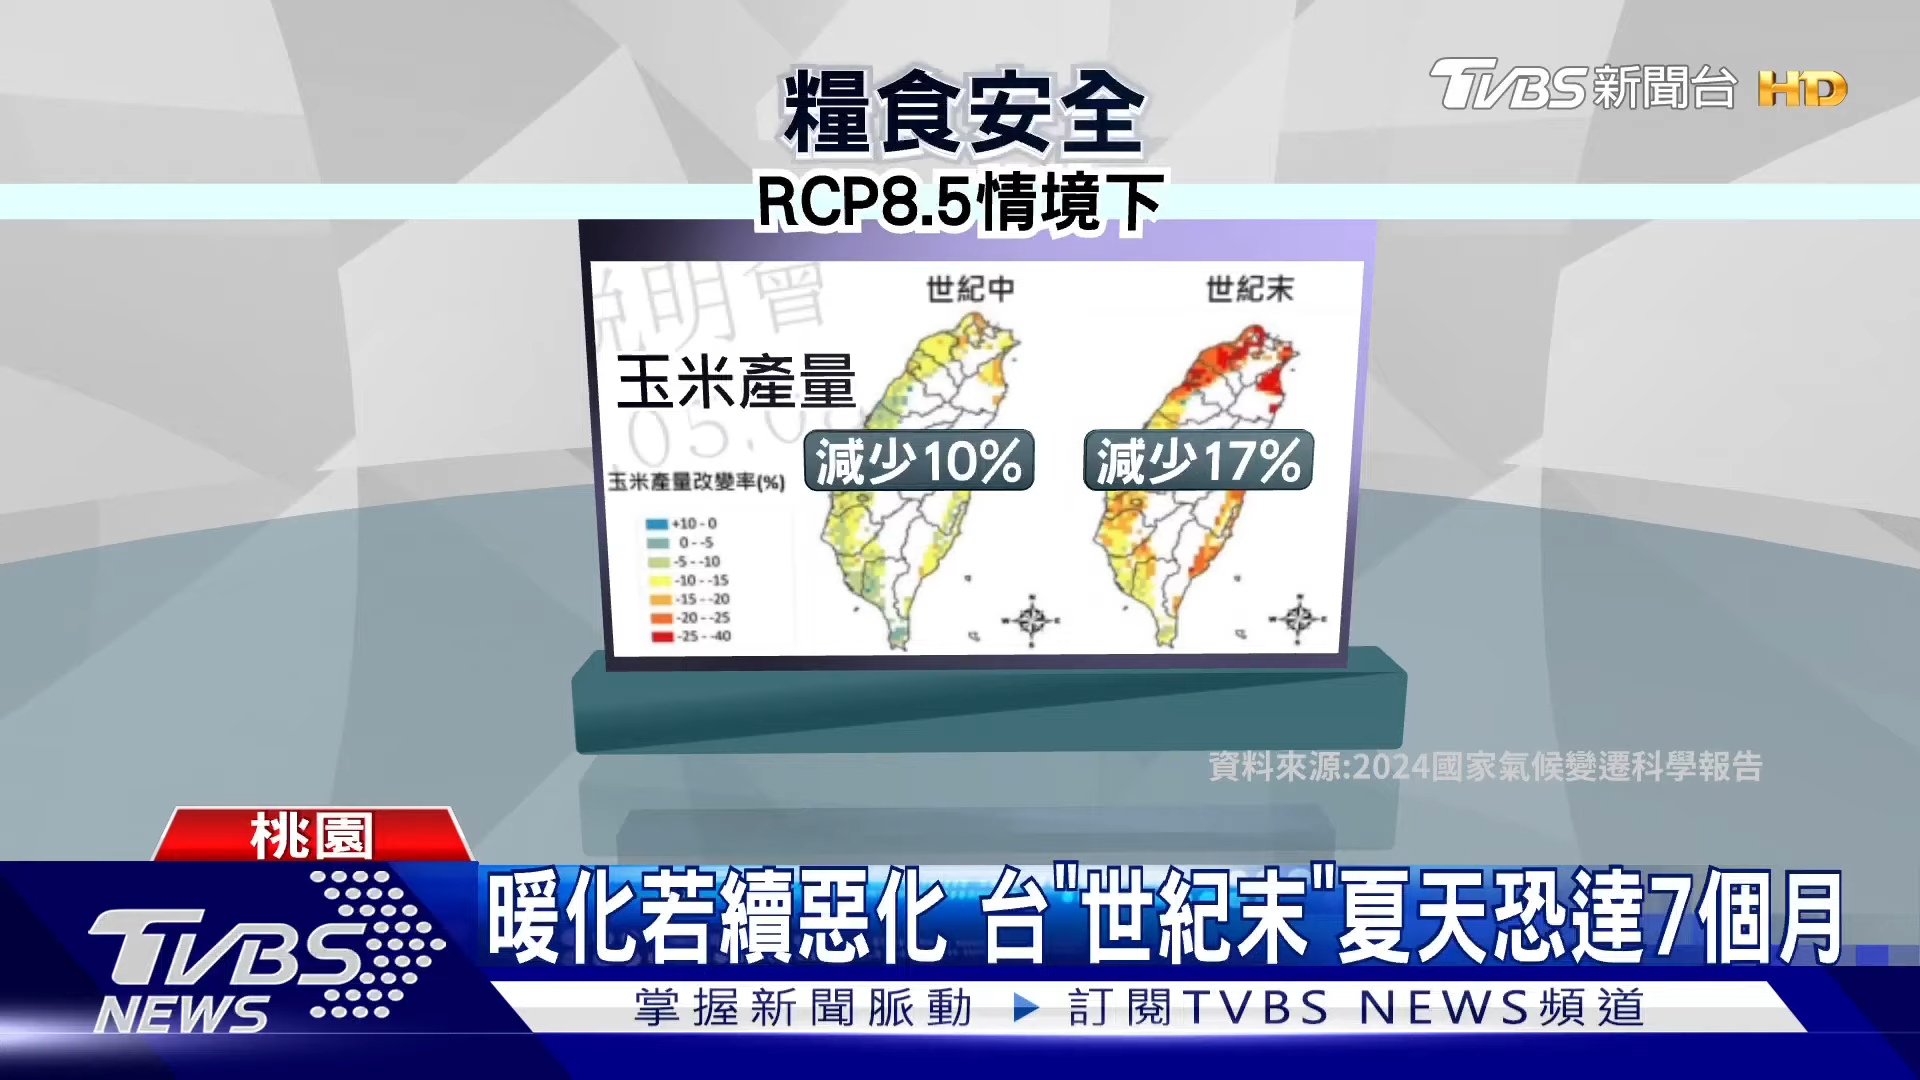 糧食安全
TVBS新聞台 HD
RCP8.5情境下
說明會
世紀中
世紀末
玉米產量
減少10%
減少17%
玉米產量改變率(%)
+10 - 0
0 - -5
-5 - -10
-10 - -15
-15 - -20
-20 - -25
-25 - -40
資料來源:2024國家氣候變遷科學報告
桃園
暖化若續惡化 台"世紀末"夏天恐達7個月
TVBS
NEWS
掌握新聞脈動 ▶ 訂閱TVBS NEWS頻道